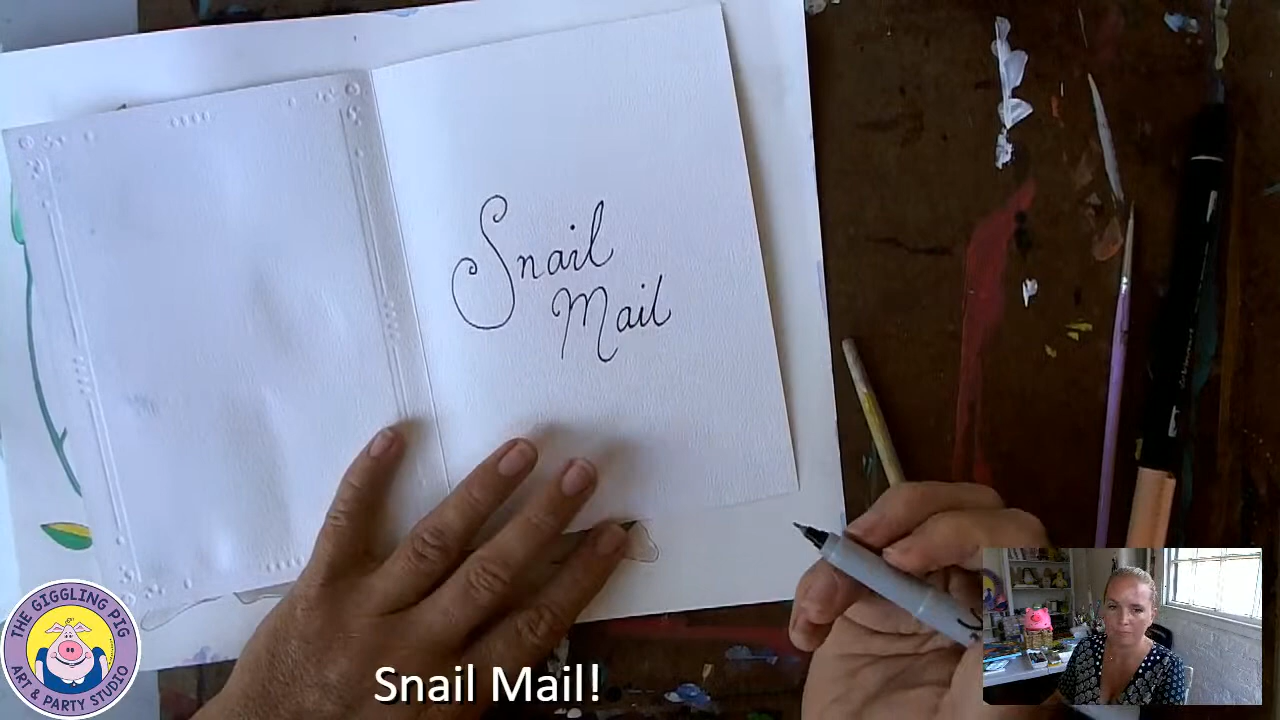 Snail
Mail
THE GIGGLING PIG
ART & PARTY STUDIO
Snail Mail!